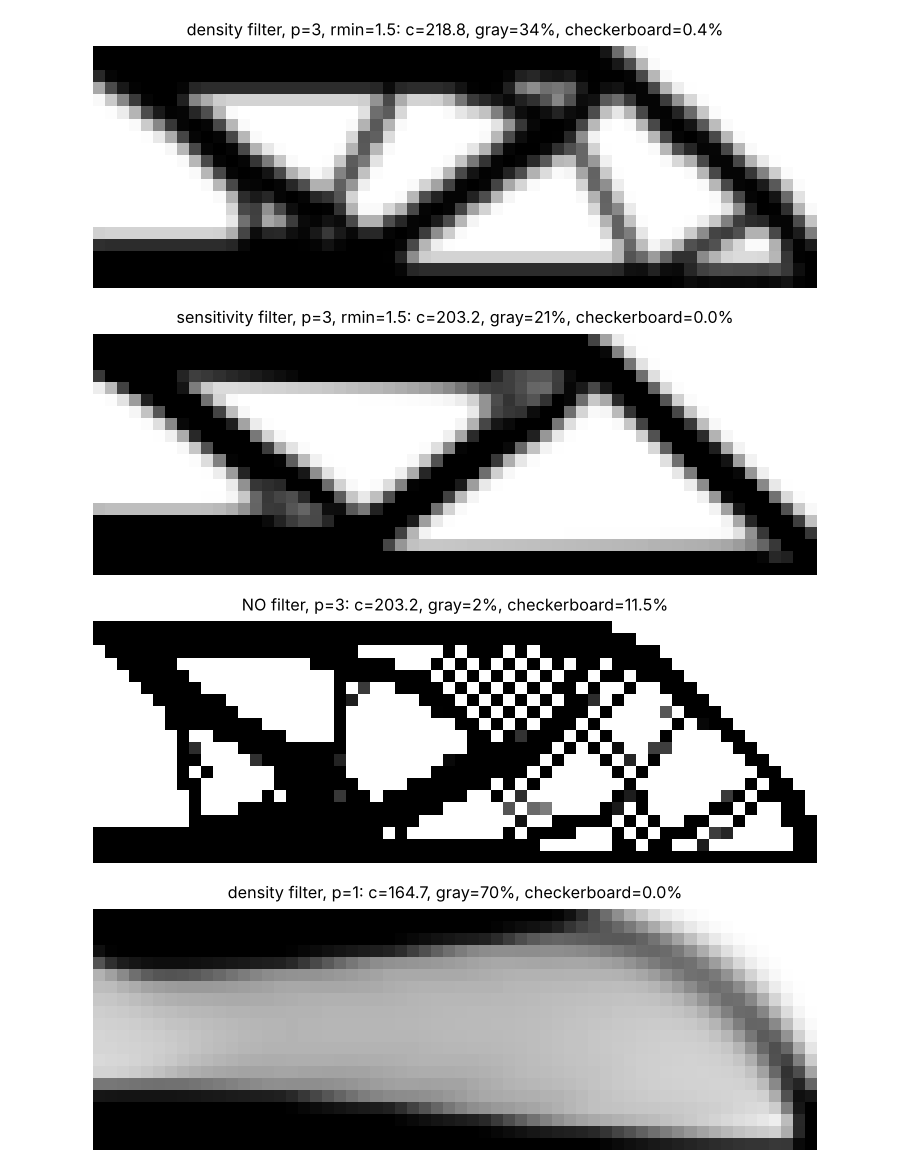 density filter, p=3, rmin=1.5: c=218.8, gray=34%, checkerboard=0.4%
sensitivity filter, p=3, rmin=1.5: c=203.2, gray=21%, checkerboard=0.0%
NO filter, p=3: c=203.2, gray=2%, checkerboard=11.5%
density filter, p=1: c=164.7, gray=70%, checkerboard=0.0%